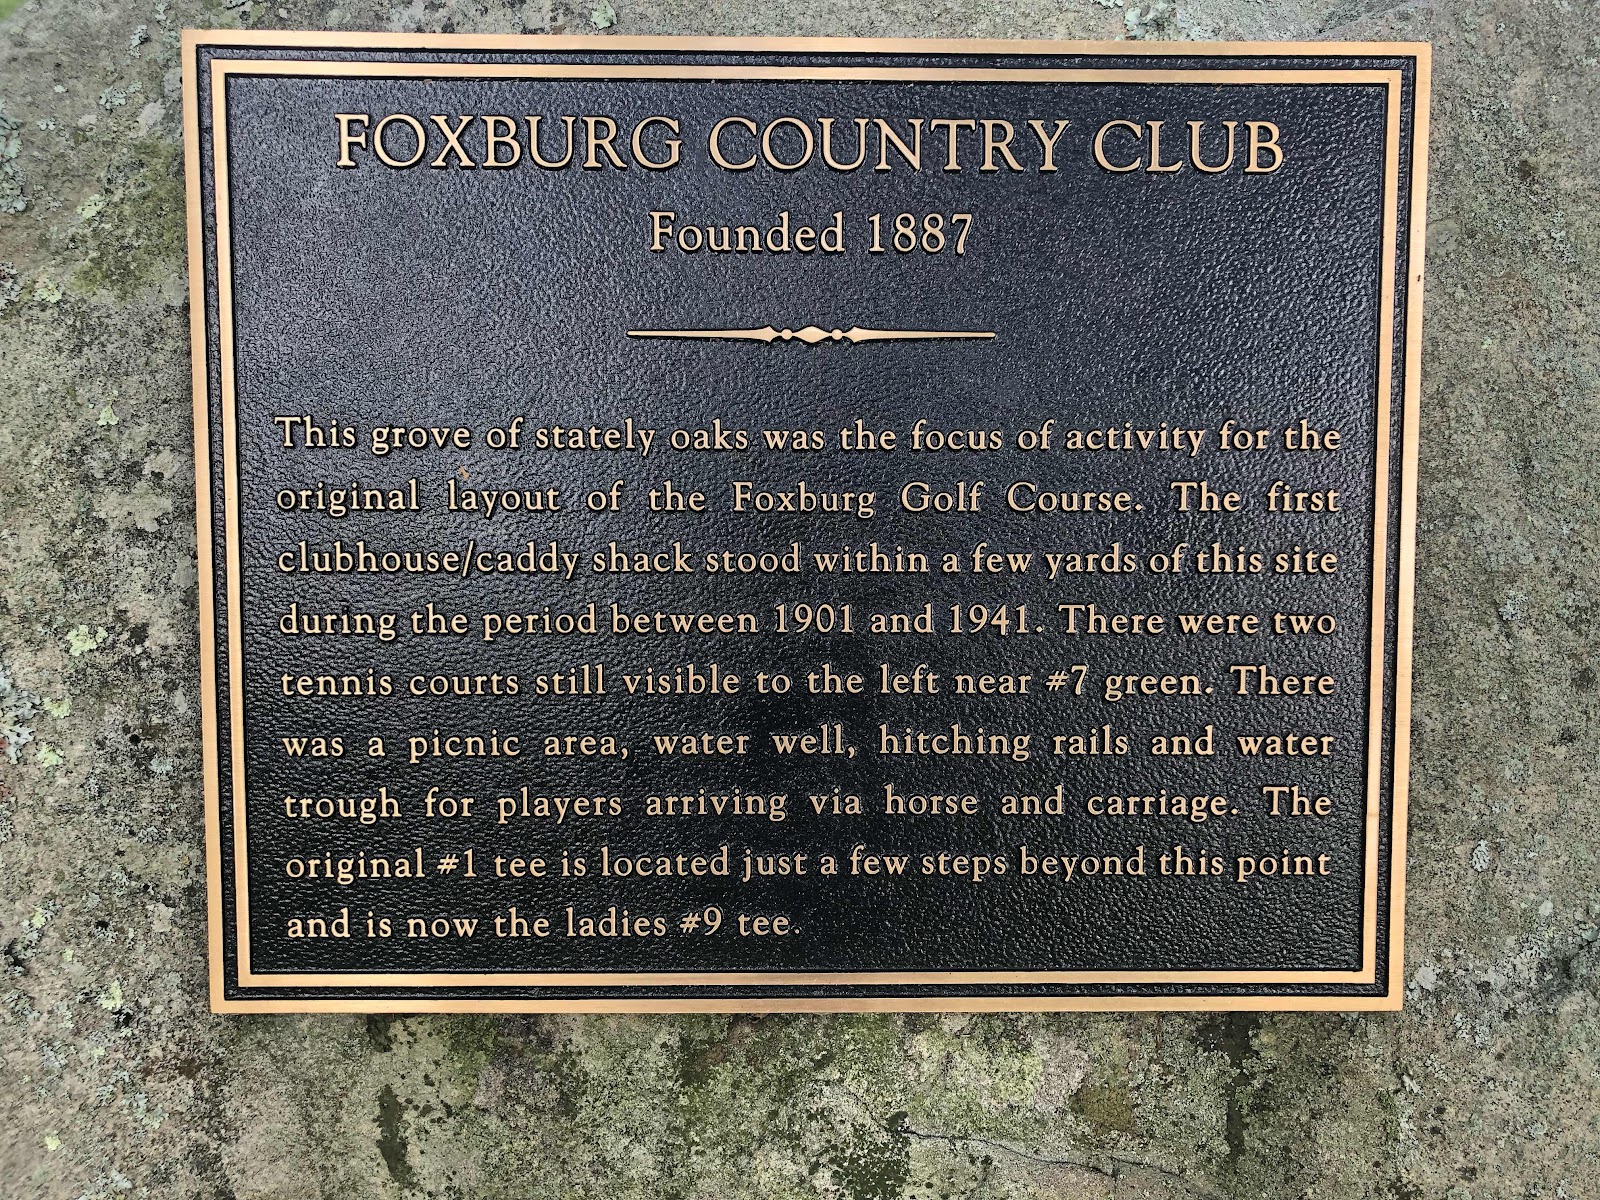 FOXBURG COUNTRY CLUB
Founded 1887
This grove of stately oaks was the focus of activity for the
original layout of the Foxburg Golf Course. The first
clubhouse/caddy shack stood within a few yards of this site
during the period between 1901 and 1941. There were two
tennis courts still visible to the left near #7 green. There
was a picnic area, water well, hitching rails and water
trough for players arriving via horse and carriage. The
original #1 tee is located just a few steps beyond this point
and is now the ladies #9 tee.